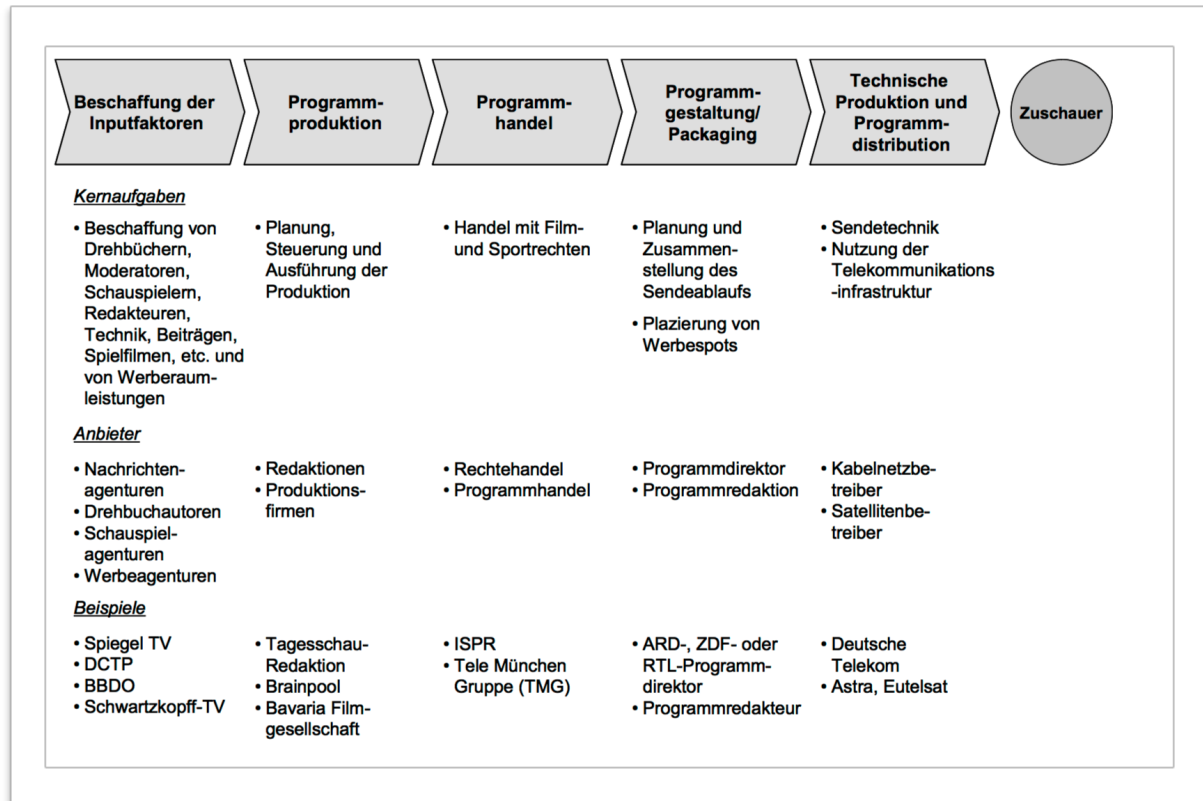 Beschaffung der
Inputfaktoren
Programm-
produktion
Programm-
handel
Programm-
gestaltung/
Packaging
Technische
Produktion und
Programm-
distribution
Zuschauer
Kernaufgaben
• Beschaffung von
Drehbüchern,
Moderatoren,
Schauspielern,
Redakteuren,
Technik, Beiträgen,
Spielfilmen, etc. und
von Werberaum-
leistungen
• Planung,
Steuerung und
Ausführung der
Produktion
• Handel mit Film-
und Sportrechten
• Planung und
Zusammen-
stellung des
Sendeablaufs
• Plazierung von
Werbespots
• Sendetechnik
• Nutzung der
Telekommunikations
-infrastruktur
Anbieter
• Nachrichten-
agenturen
• Drehbuchautoren
• Schauspiel-
agenturen
• Werbeagenturen
• Redaktionen
• Produktions-
firmen
• Rechtehandel
• Programmhandel
• Programmdirektor
• Programmredaktion
• Kabelnetzbe-
treiber
• Satellitenbe-
treiber
Beispiele
• Spiegel TV
• DCTP
• BBDO
• Schwartzkopff-TV
• Tagesschau-
Redaktion
• Brainpool
• Bavaria Film-
gesellschaft
• ISPR
• Tele München
Gruppe (TMG)
• ARD-, ZDF- oder
RTL-Programm-
direktor
• Programmredakteur
• Deutsche
Telekom
• Astra, Eutelsat